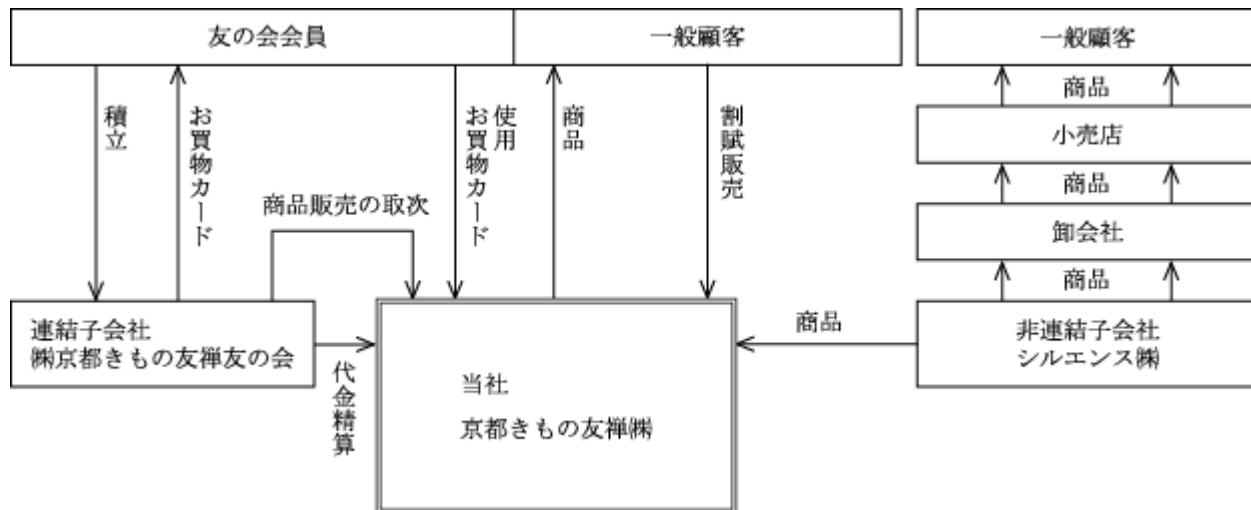 友の会会員
一般顧客
一般顧客
積立
お買物カード
お買物カード
使用
商品
割賦販売
商品
小売店
商品
卸会社
商品
商品販売の取次
連結子会社
㈱京都きもの友禅友の会
代金精算
当社
京都きもの友禅㈱
商品
非連結子会社
シルエンス㈱